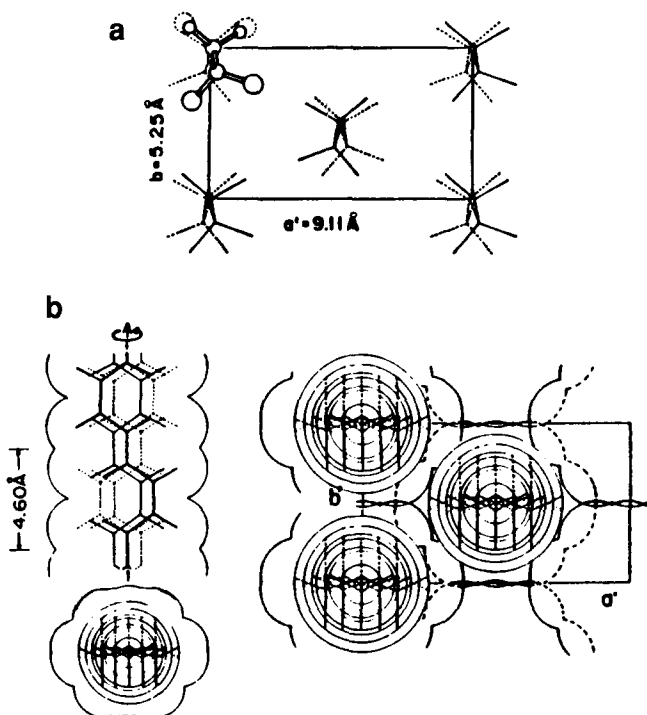 a
b = 5.25 Å
a' = 9.11 Å
b
4.60Å
b
a'